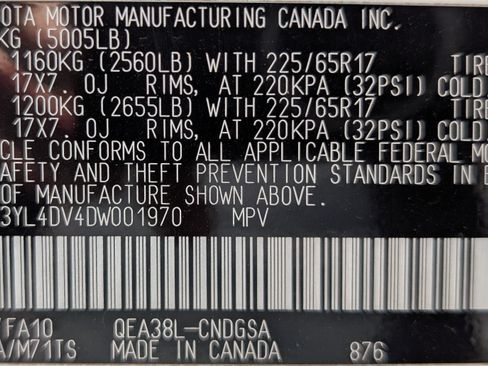 OTA MOTOR MANUFACTURING CANADA INC.
KG (5005LB)
1160KG (2560LB) WITH 225/65R17 TIRE
17X7.0J RIMS, AT 220KPA (32PSI) COLD
1200KG (2655LB) WITH 225/65R17 TIRE
17X7.0J RIMS, AT 220KPA (32PSI) COLD
CLE CONFORMS TO ALL APPLICABLE FEDERAL MO
AFETY AND THEFT PREVENTION STANDARDS IN E
OF MANUFACTURE SHOWN ABOVE.
3YL4DV4DW001970 MPV
FA10 QEA38L-CNDGSA
A/M71TS MADE IN CANADA 876